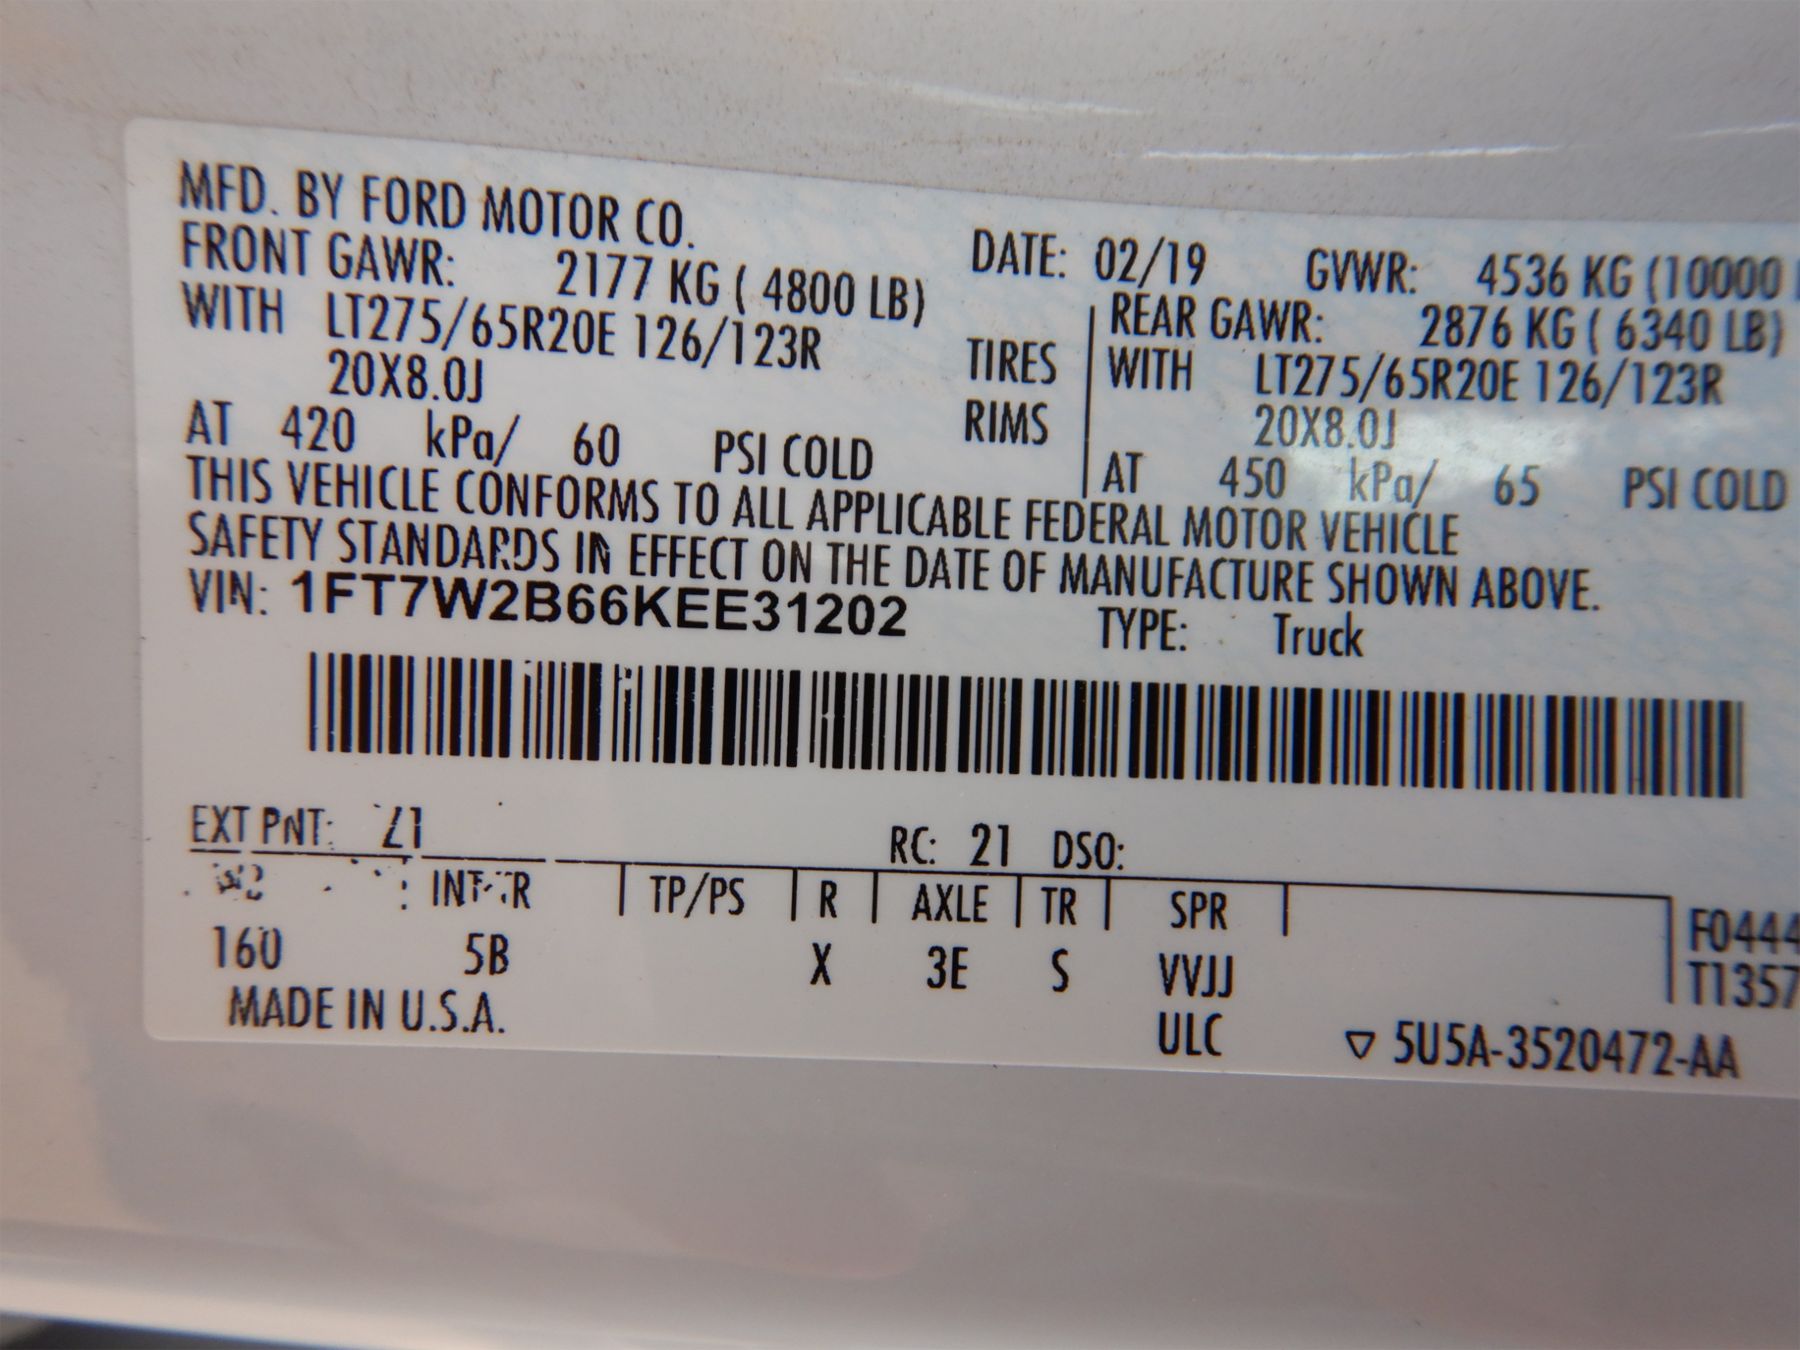 MFD. BY FORD MOTOR CO.
DATE: 02/19 GVWR: 4536 KG (10000
FRONT GAWR: 2177 KG ( 4800 LB)
REAR GAWR: 2876 KG ( 6340 LB)
WITH LT275/65R20E 126/123R TIRES WITH LT275/65R20E 126/123R
20X8.0J RIMS 20X8.0J
AT 420 kPa/ 60 PSI COLD AT 450 kPa/ 65 PSI COLD
THIS VEHICLE CONFORMS TO ALL APPLICABLE FEDERAL MOTOR VEHICLE
SAFETY STANDARDS IN EFFECT ON THE DATE OF MANUFACTURE SHOWN ABOVE.
VIN: 1FT7W2B66KEE31202 TYPE: Truck
EXT PNT: Z1 RC: 21 DSO:
INT TR TP/PS R AXLE TR SPR F0444
160 5B X 3E S VVJJ T1357
MADE IN U.S.A. ULC ▽ 5U5A-3520472-AA